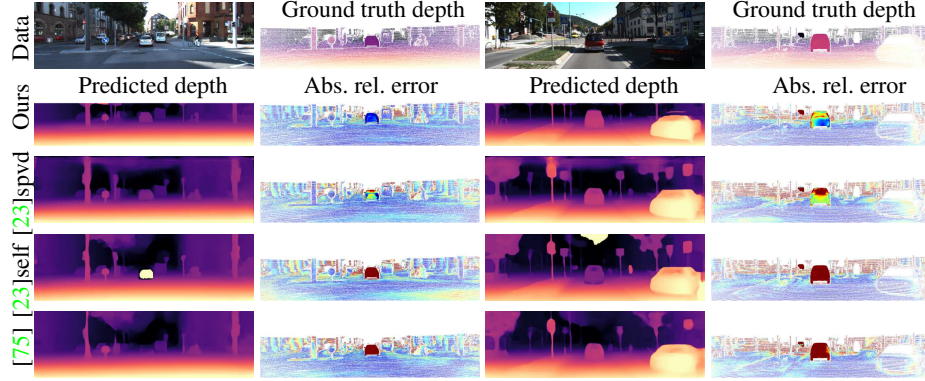 Data
Ground truth depth
Ground truth depth
Predicted depth
Abs. rel. error
Predicted depth
Abs. rel. error
Ours
[23]spvd
[23]self
[75]